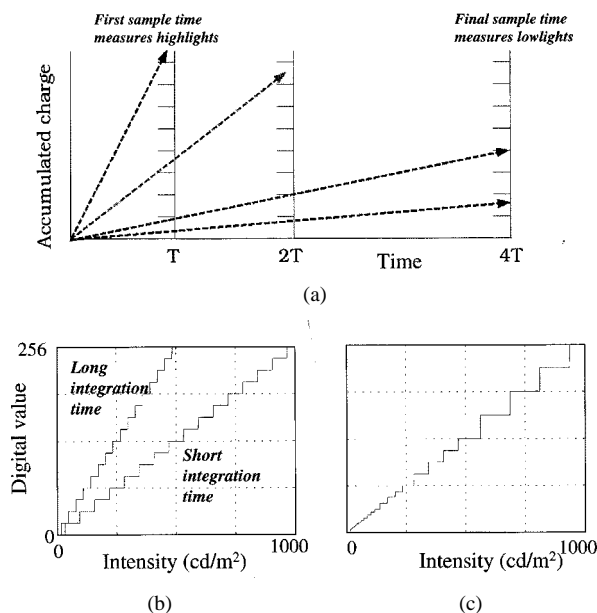 First sample time
measures highlights
Final sample time
measures lowlights
Accumulated charge
T
2T
Time
4T
(a)
256
Long
integration
time
Short
integration
time
Digital value
0
0
1000
Intensity (cd/m²)
(b)
0
1000
Intensity (cd/m²)
(c)